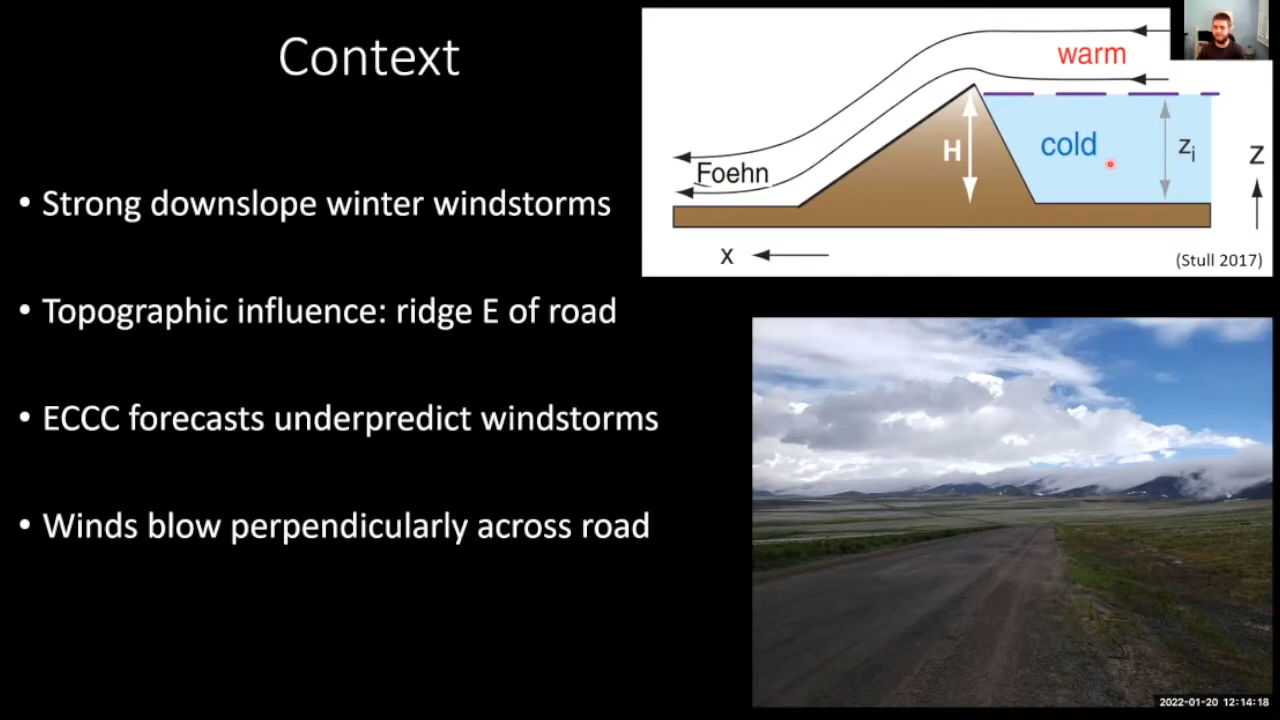 Context
• Strong downslope winter windstorms
• Topographic influence: ridge E of road
• ECCC forecasts underpredict windstorms
• Winds blow perpendicularly across road
warm
cold
H
zi
z
Foehn
x
(Stull 2017)
2022-01-20 12:14:18